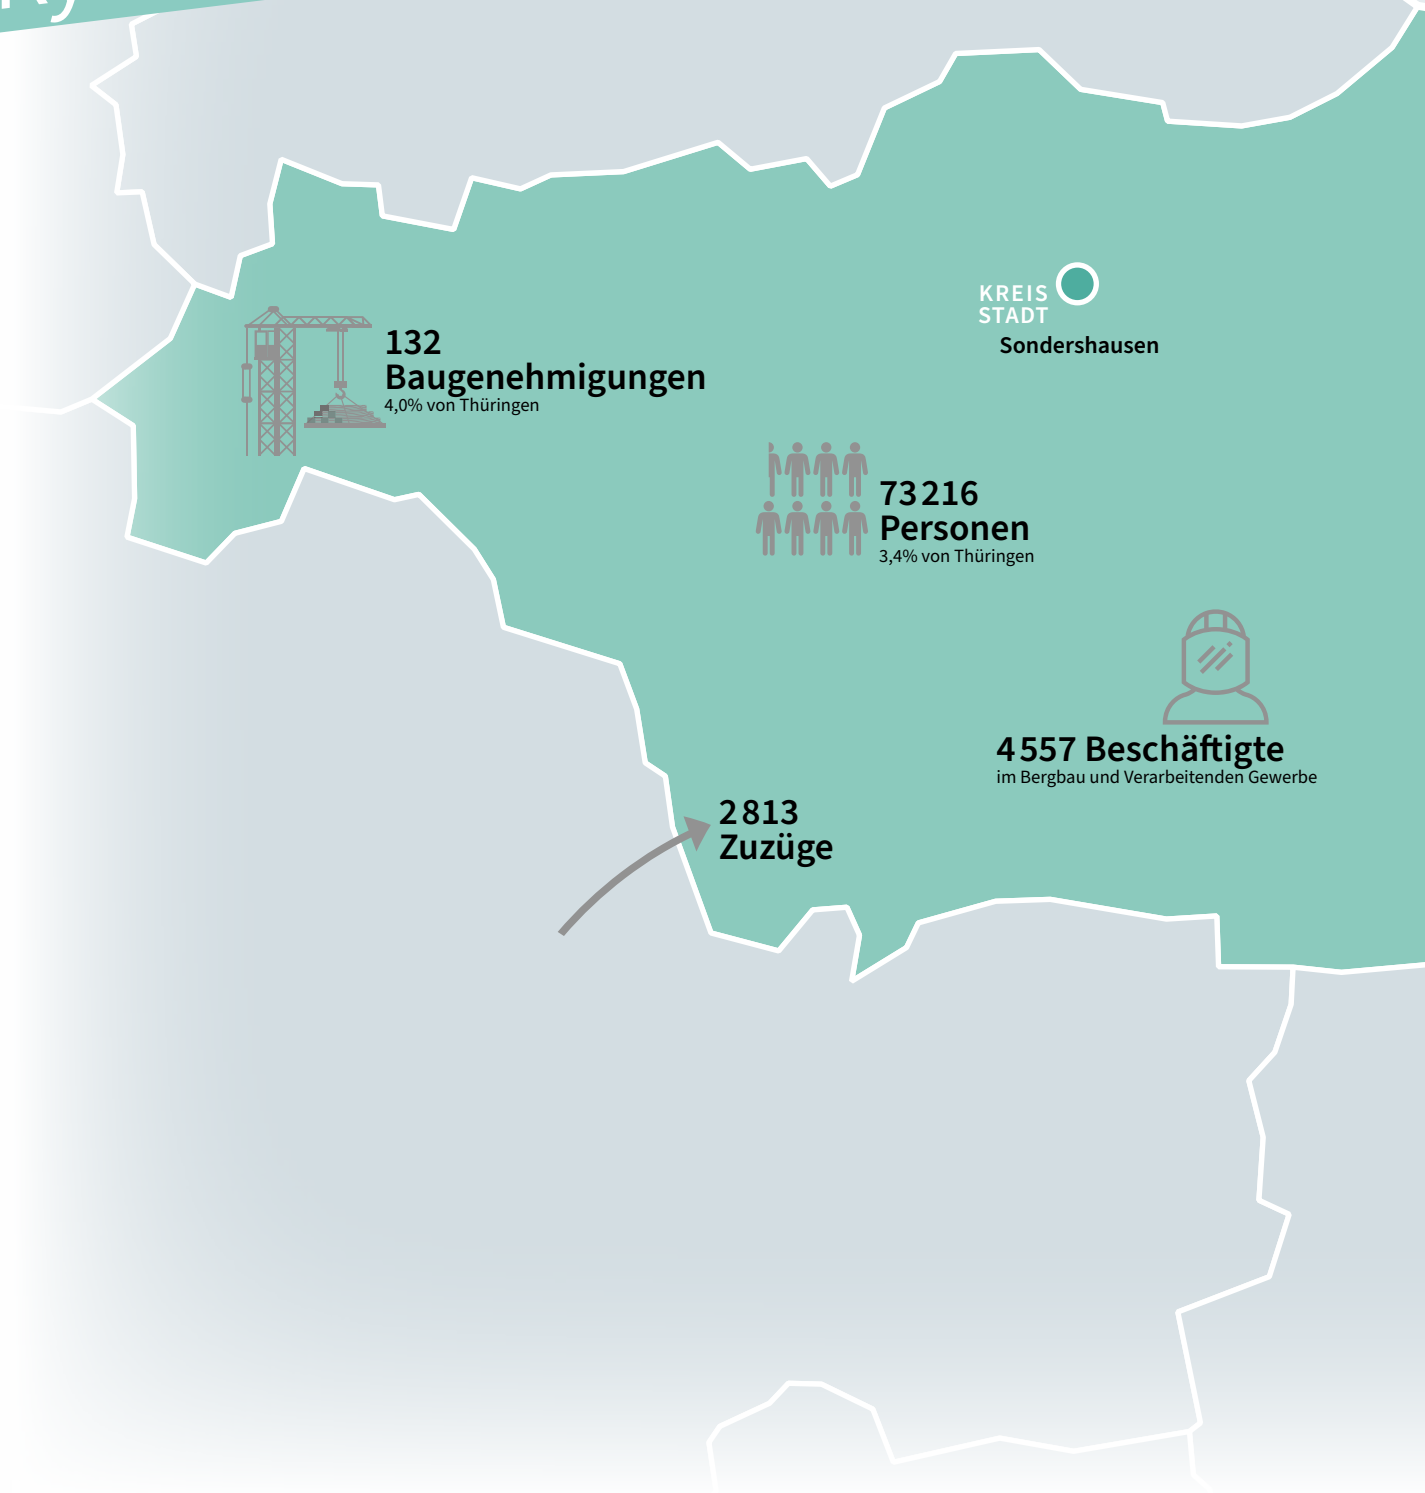 KREIS
STADT
Sondershausen
132
Baugenehmigungen
4,0% von Thüringen
73 216
Personen
3,4% von Thüringen
4 557 Beschäftigte
im Bergbau und Verarbeitenden Gewerbe
2 813
Zuzüge